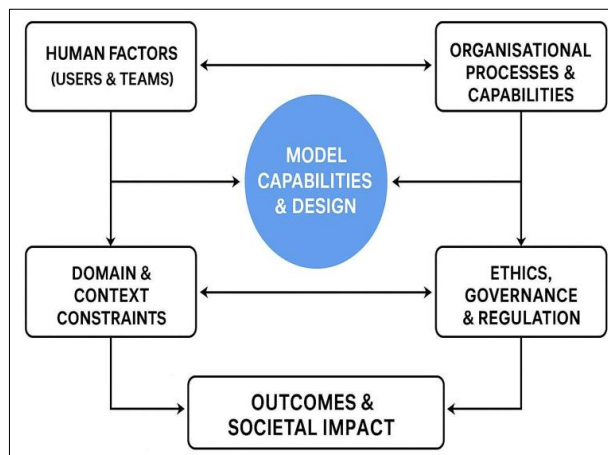 HUMAN FACTORS
(USERS & TEAMS)
ORGANISATIONAL
PROCESSES &
CAPABILITIES
MODEL
CAPABILITIES
& DESIGN
DOMAIN &
CONTEXT
CONSTRAINTS
ETHICS,
GOVERNANCE
& REGULATION
OUTCOMES &
SOCIETAL IMPACT